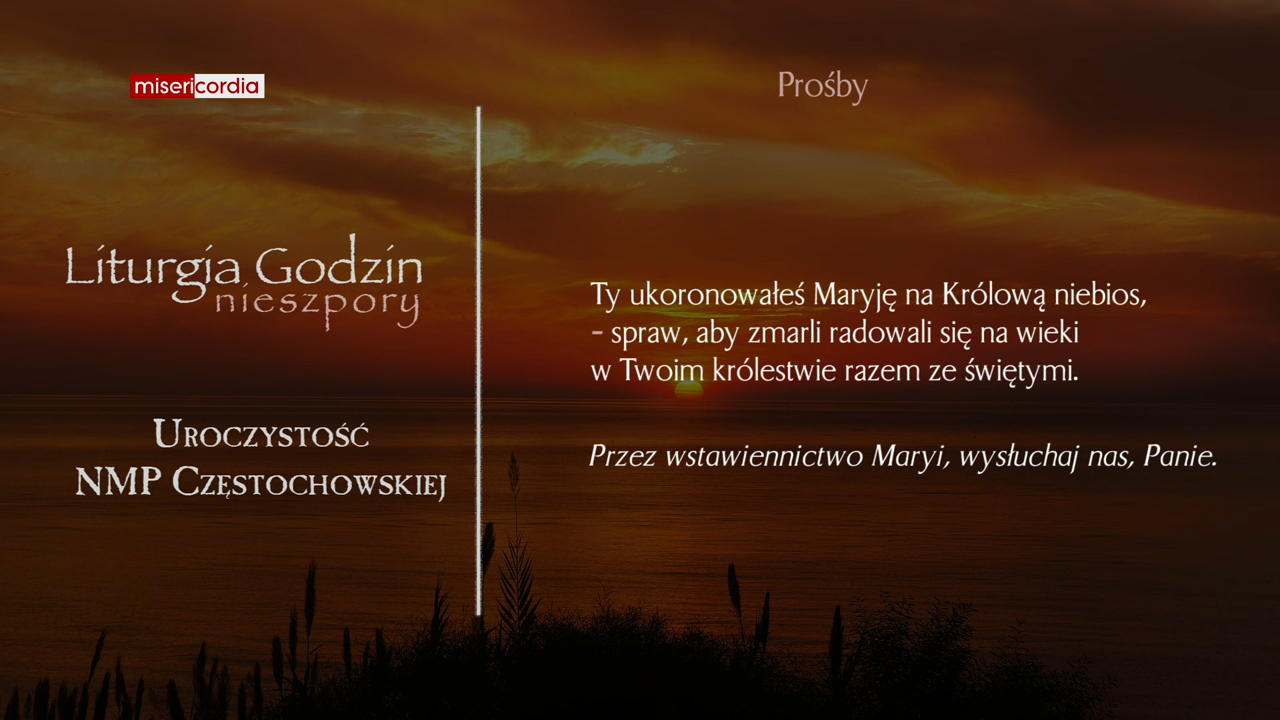 misericordia
Liturgia Godzin
nieszpory
Uroczystość
NMP Częstochowskiej
Prośby
Ty ukoronowałeś Maryję na Królową niebios,
- spraw, aby zmarli radowali się na wieki
w Twoim królestwie razem ze świętymi.
Przez wstawiennictwo Maryi, wysłuchaj nas, Panie.